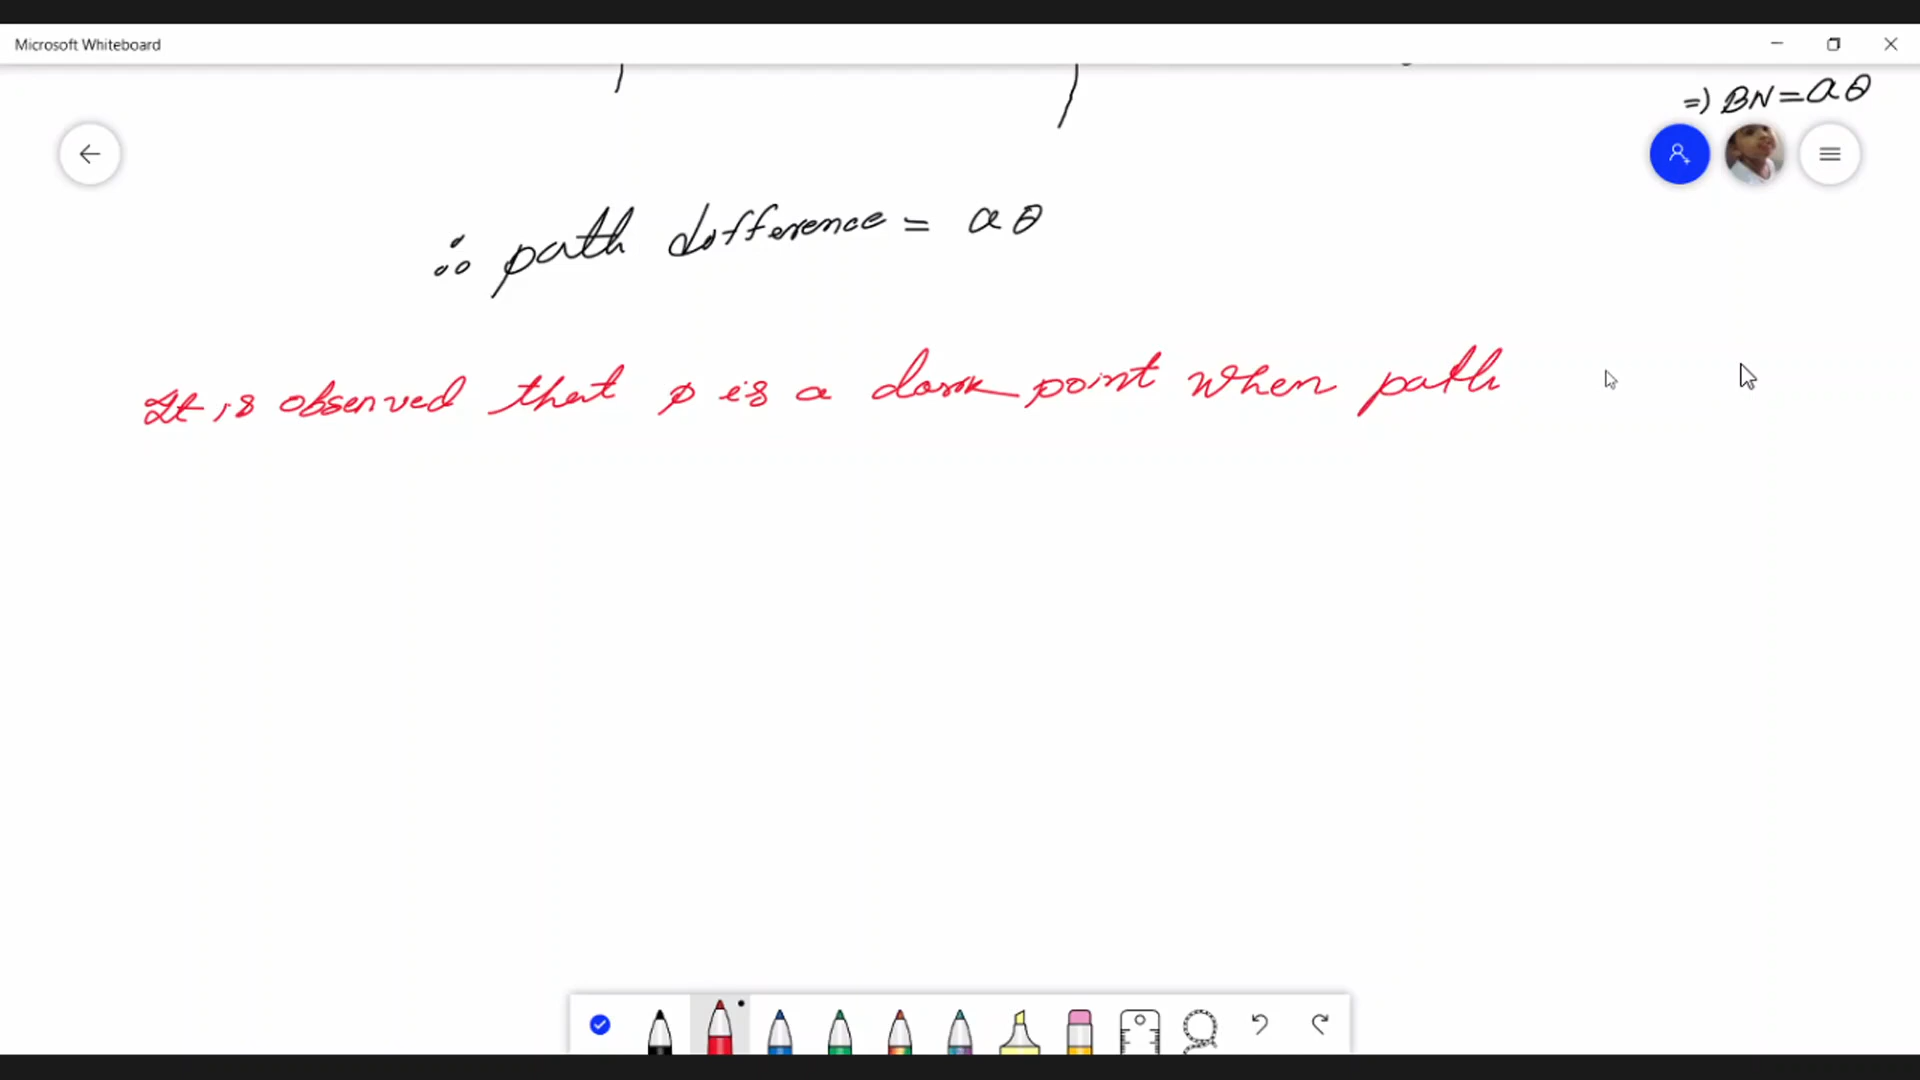 Microsoft Whiteboard
=) BN = aθ
∴ path difference = aθ
It is observed that p is a dark point when path